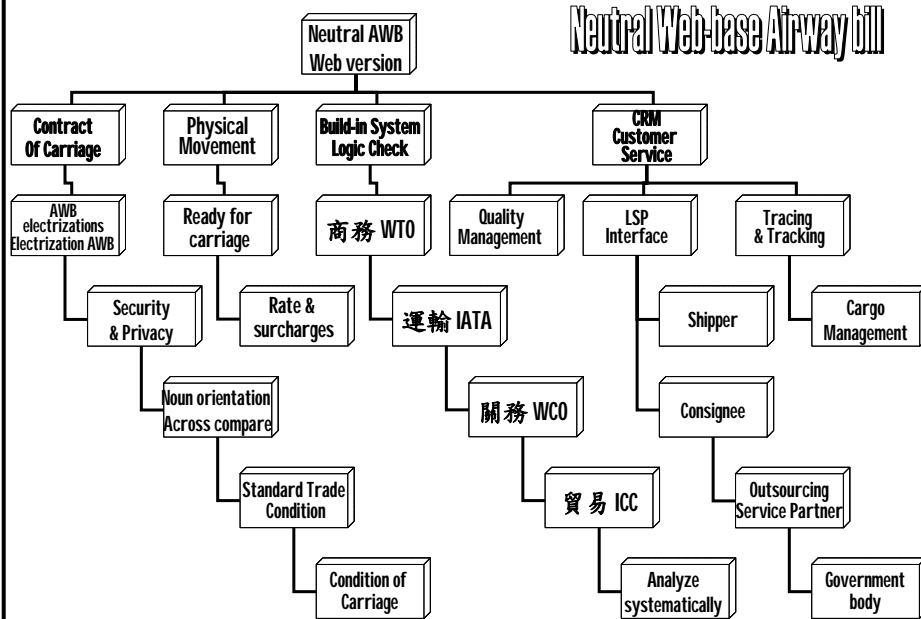 Neutral Web-base Airway bill
Neutral AWB
Web version
Contract
Of Carriage
Physical
Movement
Build-in System
Logic Check
CRM
Customer
Service
AWB
electrizations
Electrization AWB
Ready for
carriage
商務 WTO
Quality
Management
LSP
Interface
Tracing
& Tracking
Security
& Privacy
Rate &
surcharges
運輸 IATA
Shipper
Cargo
Management
Noun orientation
Across compare
關務 WCO
Consignee
Standard Trade
Condition
貿易 ICC
Outsourcing
Service Partner
Condition of
Carriage
Analyze
systematically
Government
body